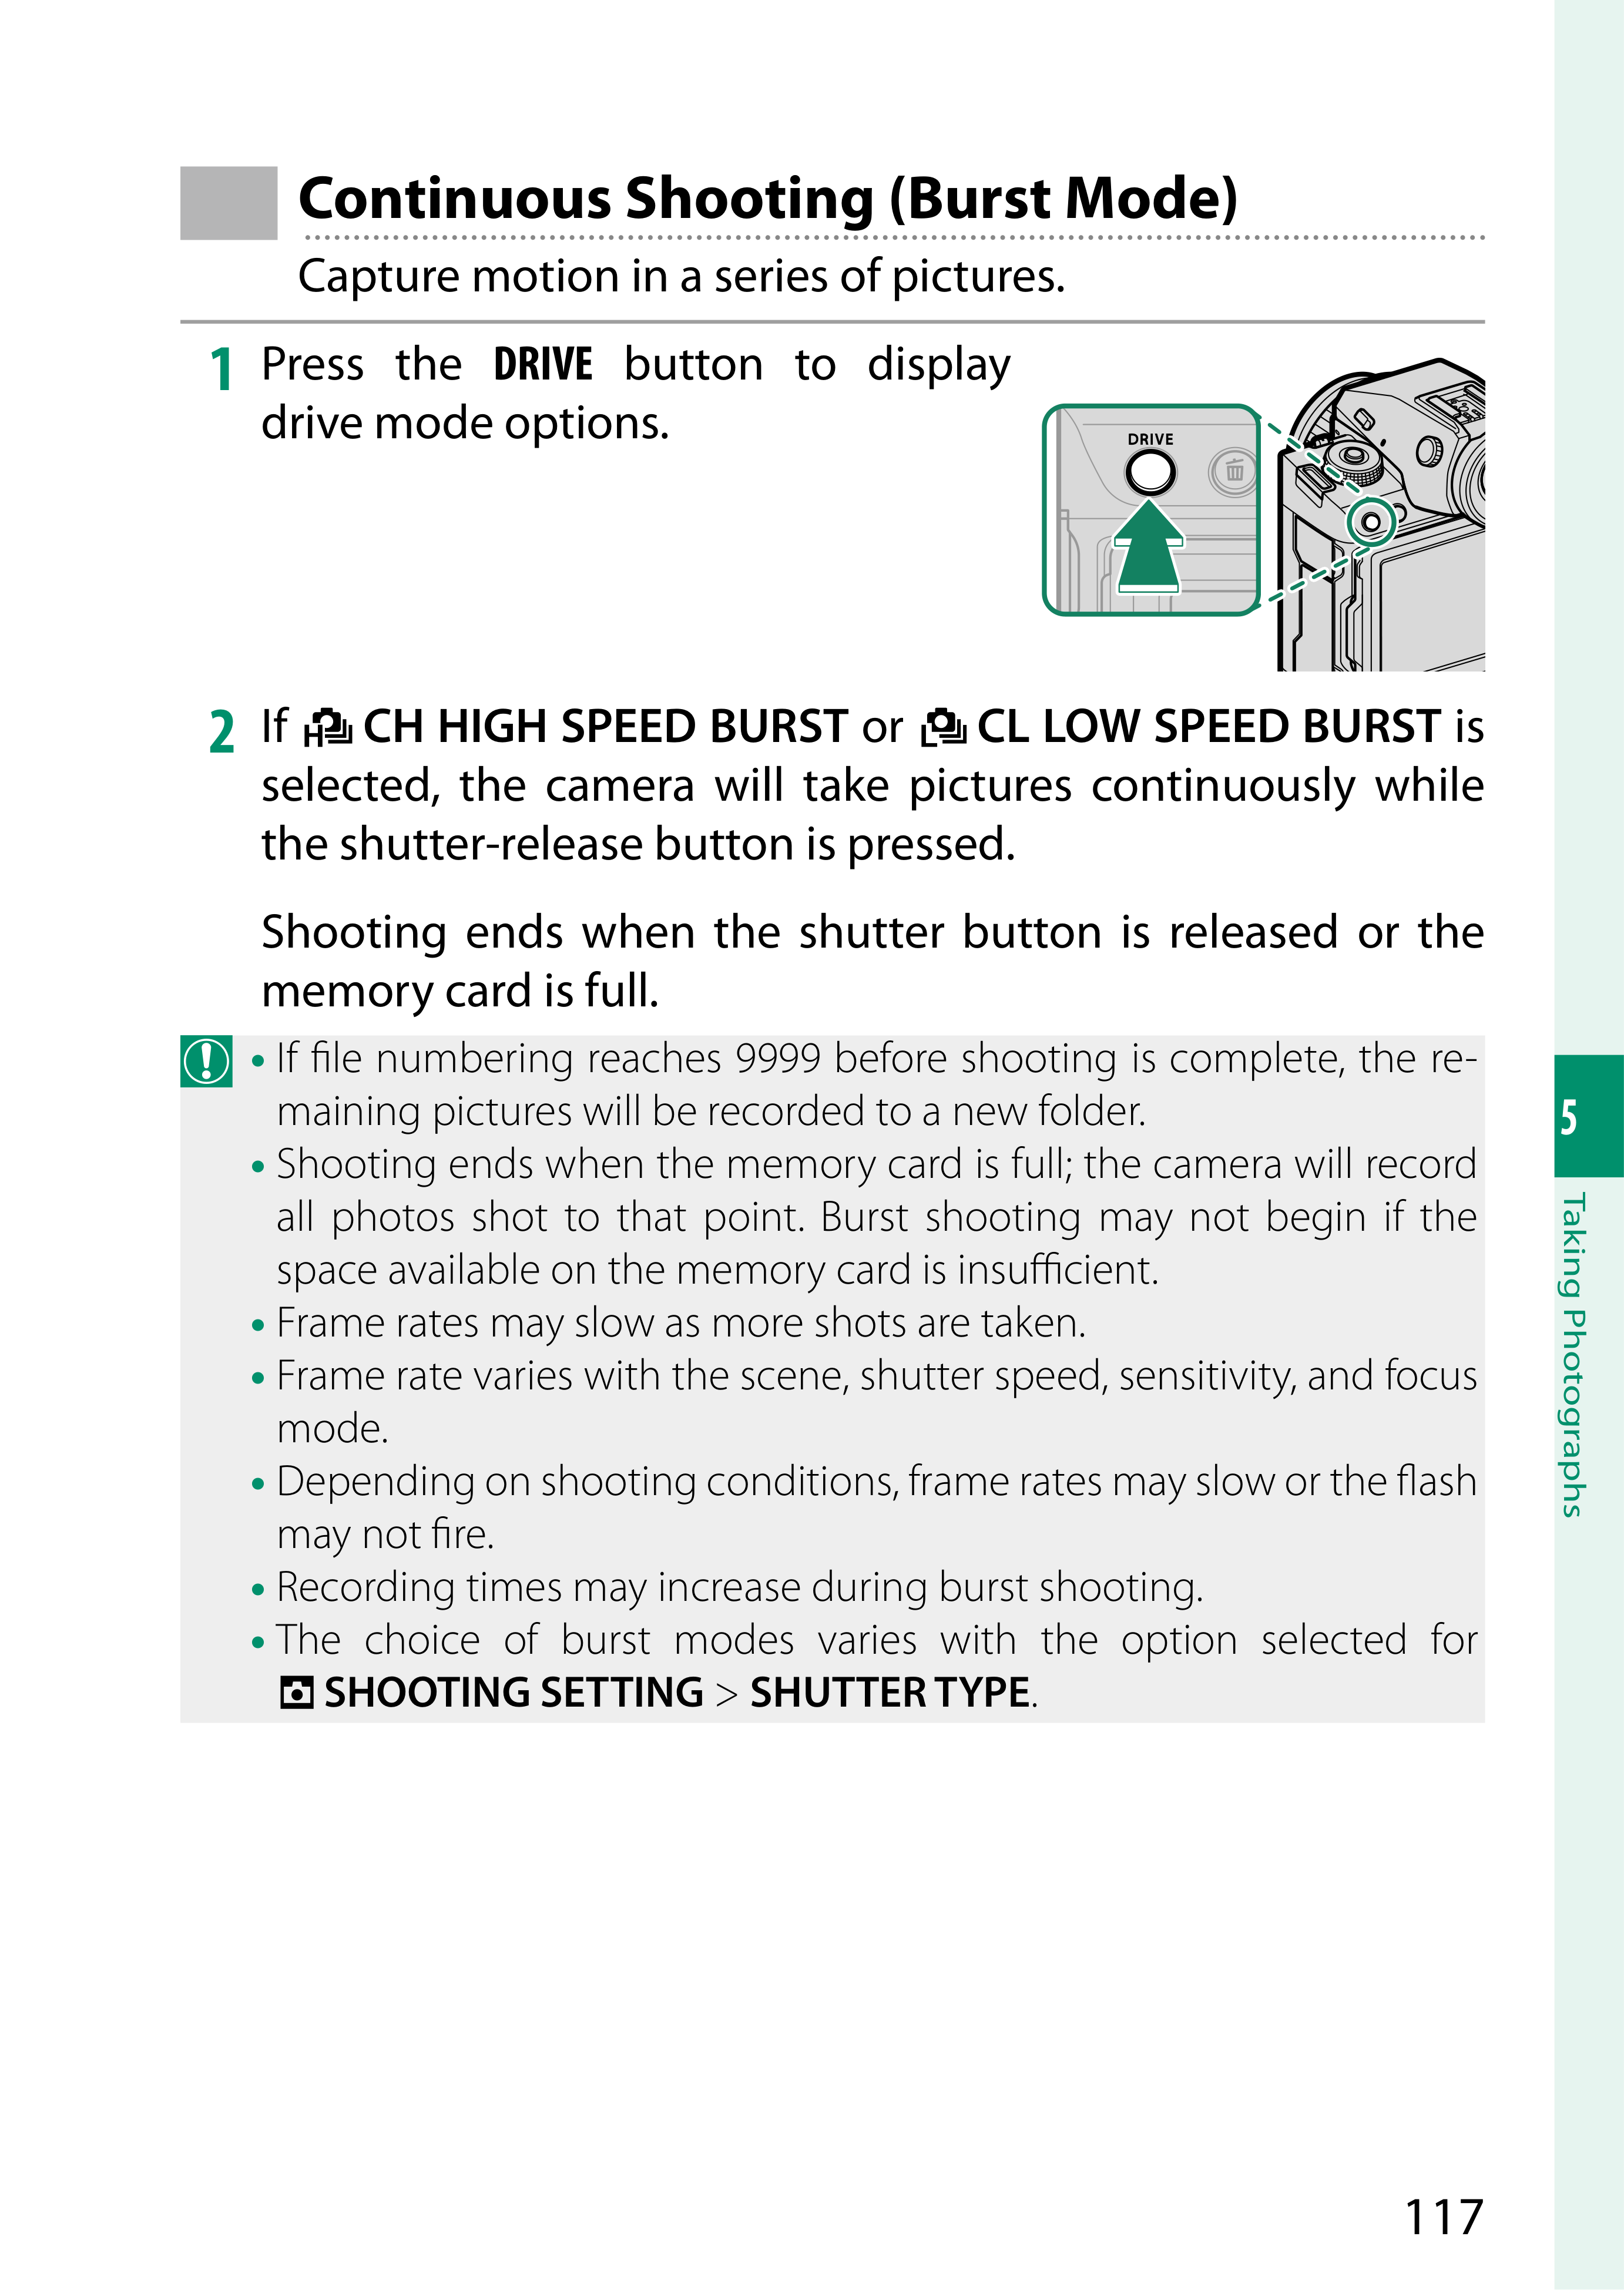 Continuous Shooting (Burst Mode)
Capture motion in a series of pictures.
1 Press the DRIVE button to display
drive mode options.
DRIVE
2 If H CH HIGH SPEED BURST or L CL LOW SPEED BURST is
selected, the camera will take pictures continuously while
the shutter-release button is pressed.
Shooting ends when the shutter button is released or the
memory card is full.
• If file numbering reaches 9999 before shooting is complete, the re-
maining pictures will be recorded to a new folder.
• Shooting ends when the memory card is full; the camera will record
all photos shot to that point. Burst shooting may not begin if the
space available on the memory card is insufficient.
• Frame rates may slow as more shots are taken.
• Frame rate varies with the scene, shutter speed, sensitivity, and focus
mode.
• Depending on shooting conditions, frame rates may slow or the flash
may not fire.
• Recording times may increase during burst shooting.
• The choice of burst modes varies with the option selected for
SHOOTING SETTING > SHUTTER TYPE.
5
Taking Photographs
117